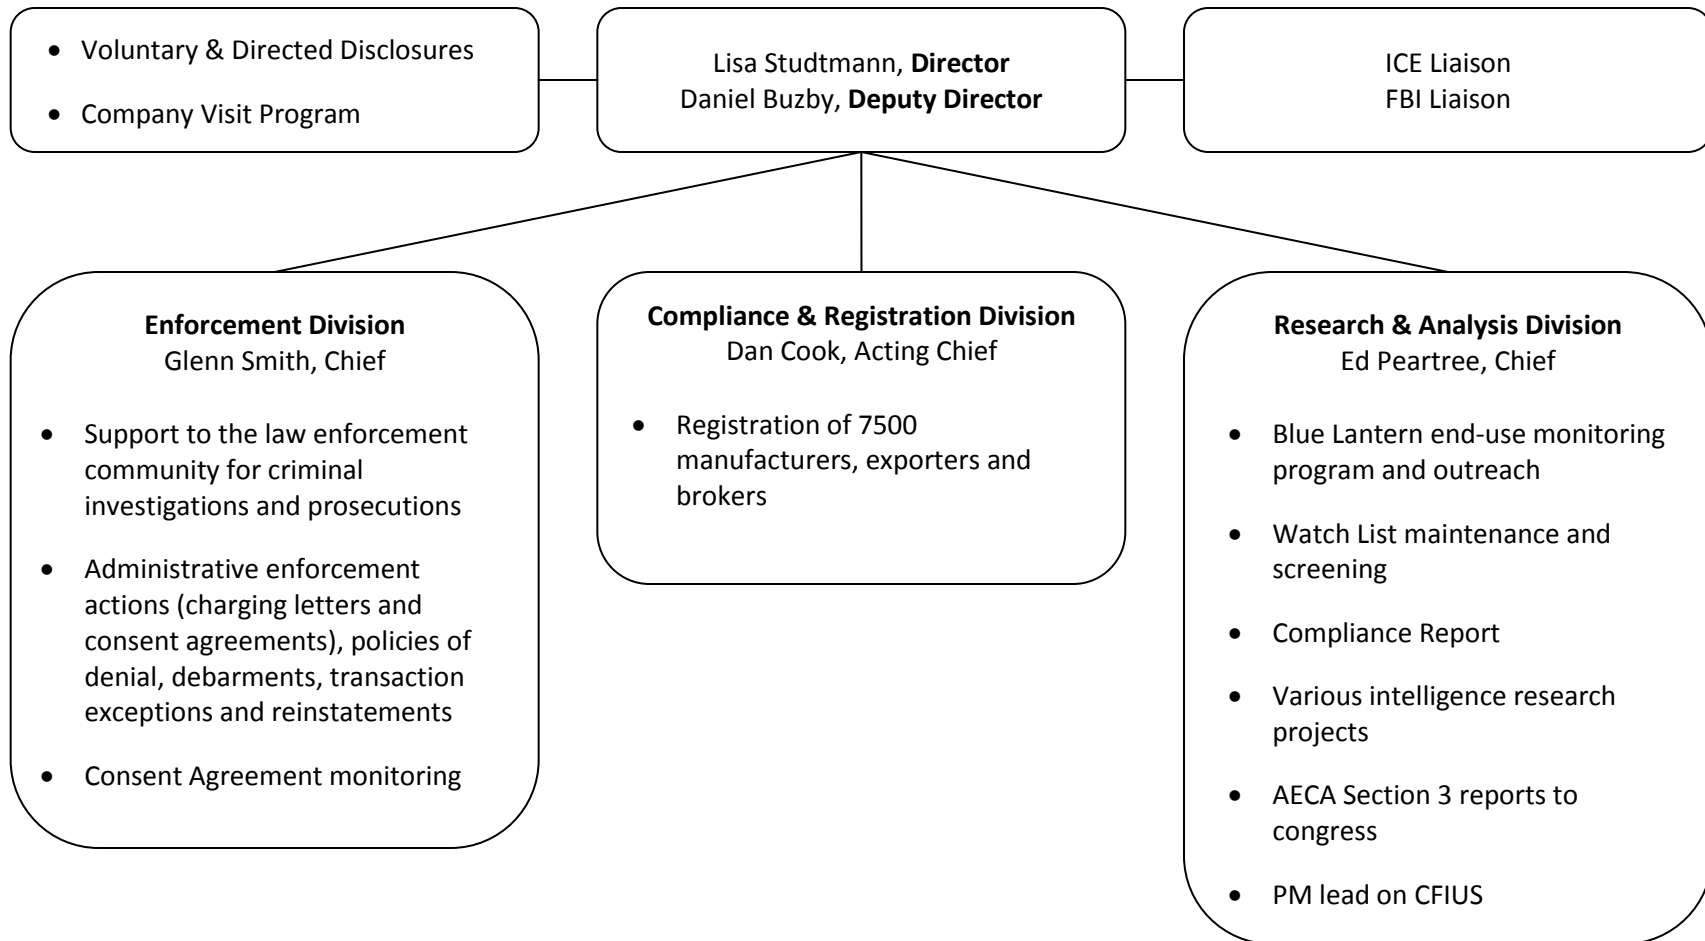 • Voluntary & Directed Disclosures
• Company Visit Program
Lisa Studtmann, Director
Daniel Buzby, Deputy Director
ICE Liaison
FBI Liaison
Enforcement Division
Glenn Smith, Chief
• Support to the law enforcement
community for criminal
investigations and prosecutions
• Administrative enforcement
actions (charging letters and
consent agreements), policies of
denial, debarments, transaction
exceptions and reinstatements
• Consent Agreement monitoring
Compliance & Registration Division
Dan Cook, Acting Chief
• Registration of 7500
manufacturers, exporters and
brokers
Research & Analysis Division
Ed Peartree, Chief
• Blue Lantern end-use monitoring
program and outreach
• Watch List maintenance and
screening
• Compliance Report
• Various intelligence research
projects
• AECA Section 3 reports to
congress
• PM lead on CFIUS